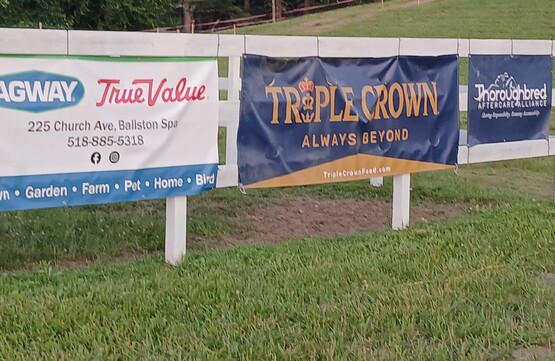 AGWAY
True Value
225 Church Ave, Ballston Spa
518-885-5318
wn • Garden • Farm • Pet • Home • Bird
TRIPLE CROWN
ALWAYS BEYOND
TripleCrownFeed.com
Thoroughbred
AFTERCARE ALLIANCE